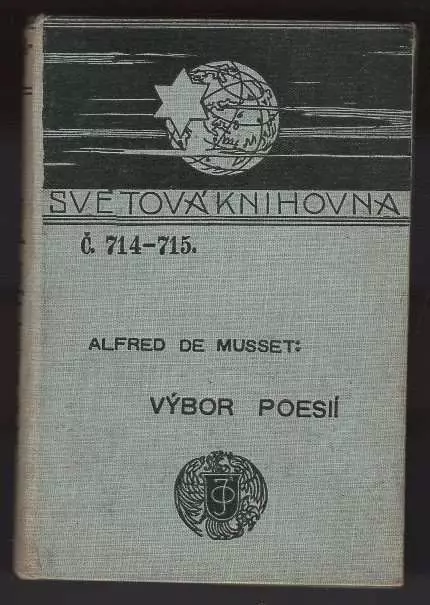 SVĚTOVÁ KNIHOVNA
Č. 714-715.
ALFRED DE MUSSET:
VÝBOR POESIÍ